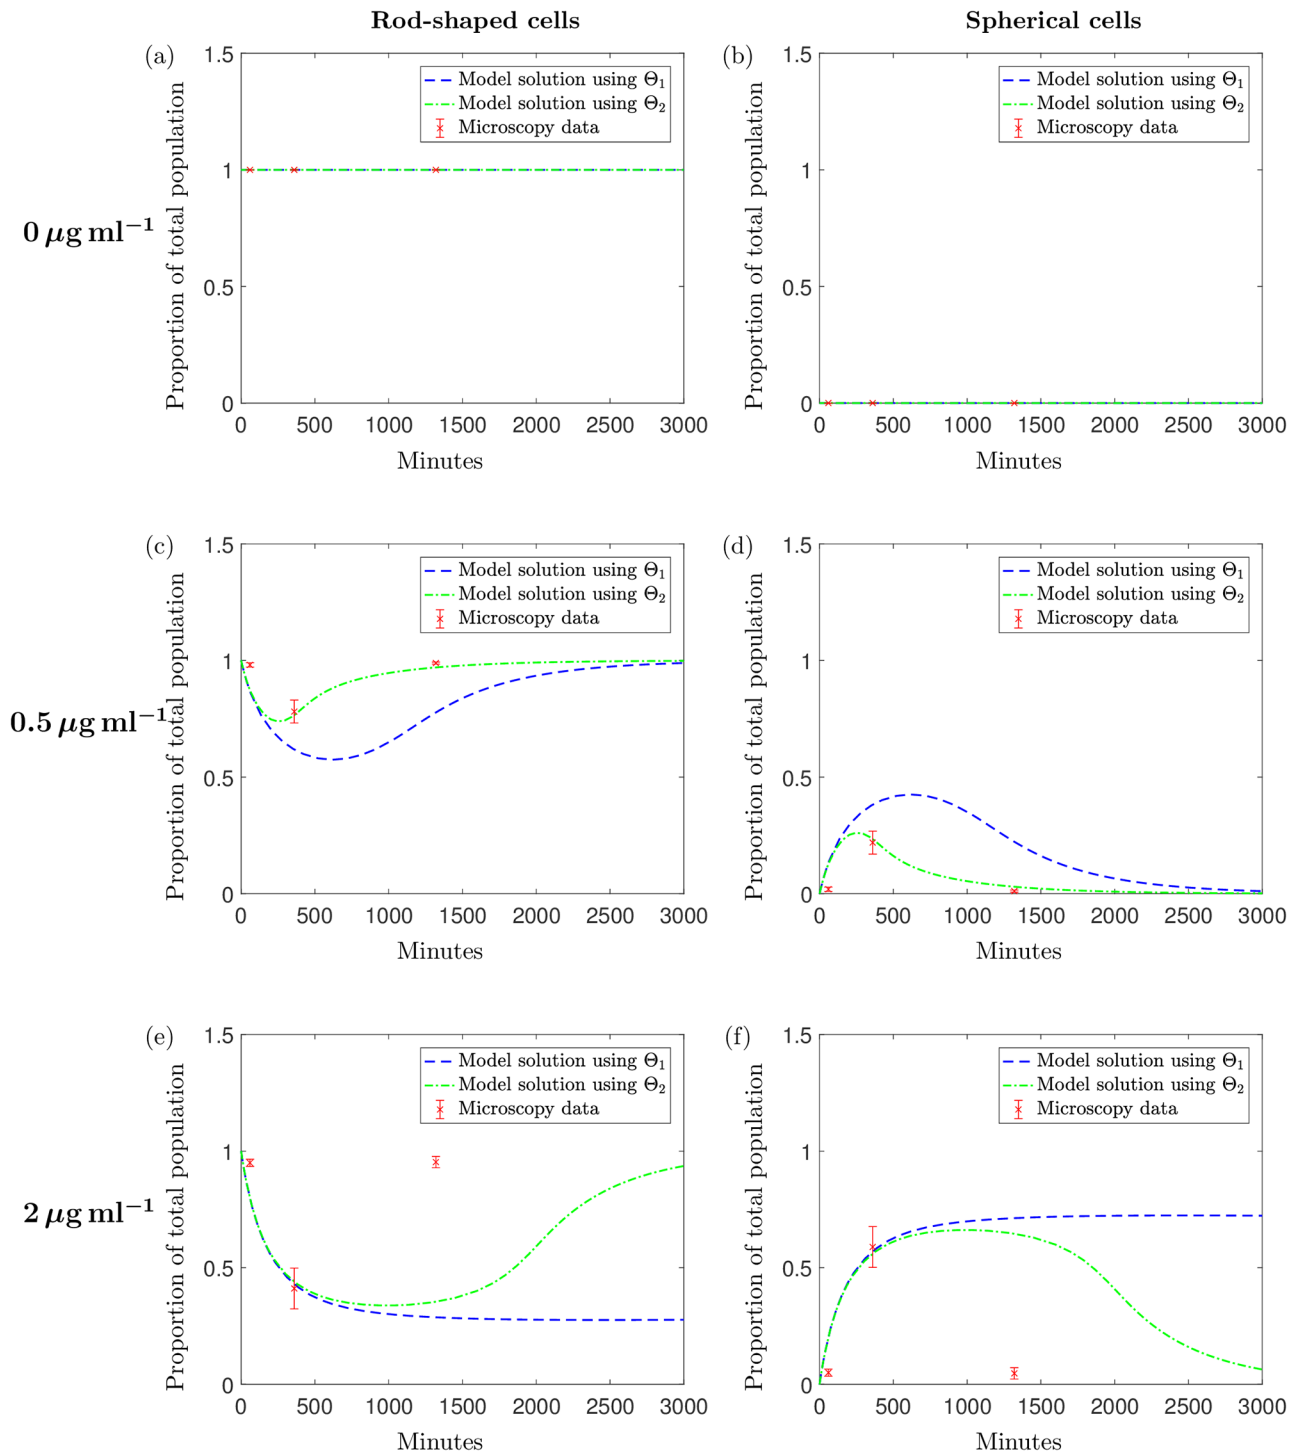 Rod-shaped cells
Spherical cells
0 μg ml⁻¹
(a)
Proportion of total population
1.5
1
0.5
0
Model solution using Θ₁
Model solution using Θ₂
Microscopy data
0 500 1000 1500 2000 2500 3000
Minutes
(b)
Proportion of total population
1.5
1
0.5
0
Model solution using Θ₁
Model solution using Θ₂
Microscopy data
0 500 1000 1500 2000 2500 3000
Minutes
0.5 μg ml⁻¹
(c)
Proportion of total population
1.5
1
0.5
0
Model solution using Θ₁
Model solution using Θ₂
Microscopy data
0 500 1000 1500 2000 2500 3000
Minutes
(d)
Proportion of total population
1.5
1
0.5
0
Model solution using Θ₁
Model solution using Θ₂
Microscopy data
0 500 1000 1500 2000 2500 3000
Minutes
2 μg ml⁻¹
(e)
Proportion of total population
1.5
1
0.5
0
Model solution using Θ₁
Model solution using Θ₂
Microscopy data
0 500 1000 1500 2000 2500 3000
Minutes
(f)
Proportion of total population
1.5
1
0.5
0
Model solution using Θ₁
Model solution using Θ₂
Microscopy data
0 500 1000 1500 2000 2500 3000
Minutes